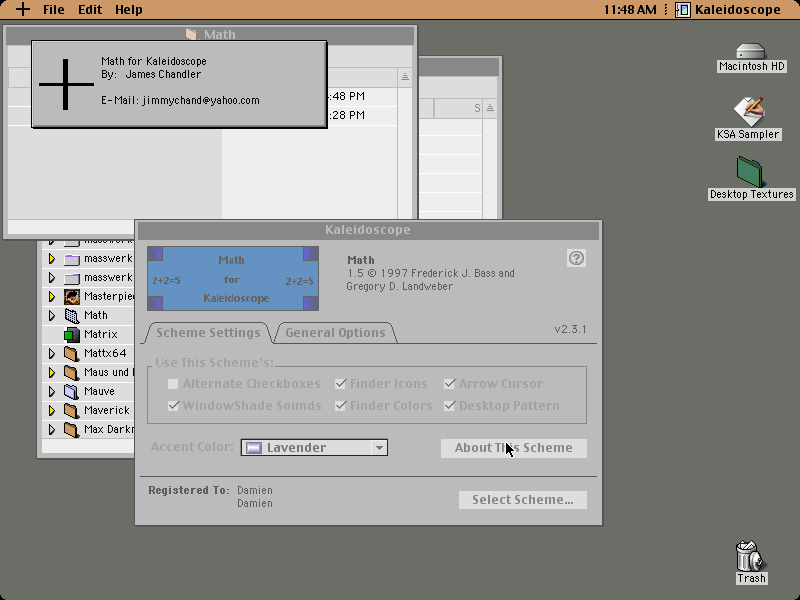 File Edit Help
11:48 AM Kaleidoscope
Math
Math for Kaleidoscope
By: James Chandler
E-Mail: jimmychand@yahoo.com
:48 PM
:28 PM
S
Macintosh HD
KSA Sampler
Desktop Textures
masswerk
masswerk
masswerk
Masterpie
Math
Matrix
Mattx64
Maus und
Mauve
Maverick
Max Darkn
Kaleidoscope
Math
for
Kaleidoscope
2+2=5
2+2=5
Math
1.5 © 1997 Frederick J. Bass and
Gregory D. Landweber
Scheme Settings
General Options
v2.3.1
Use This Scheme's:
Alternate Checkboxes
Finder Icons
Arrow Cursor
WindowShade Sounds
Finder Colors
Desktop Pattern
Accent Color:
Lavender
About This Scheme
Registered To: Damien
Damien
Select Scheme...
Trash